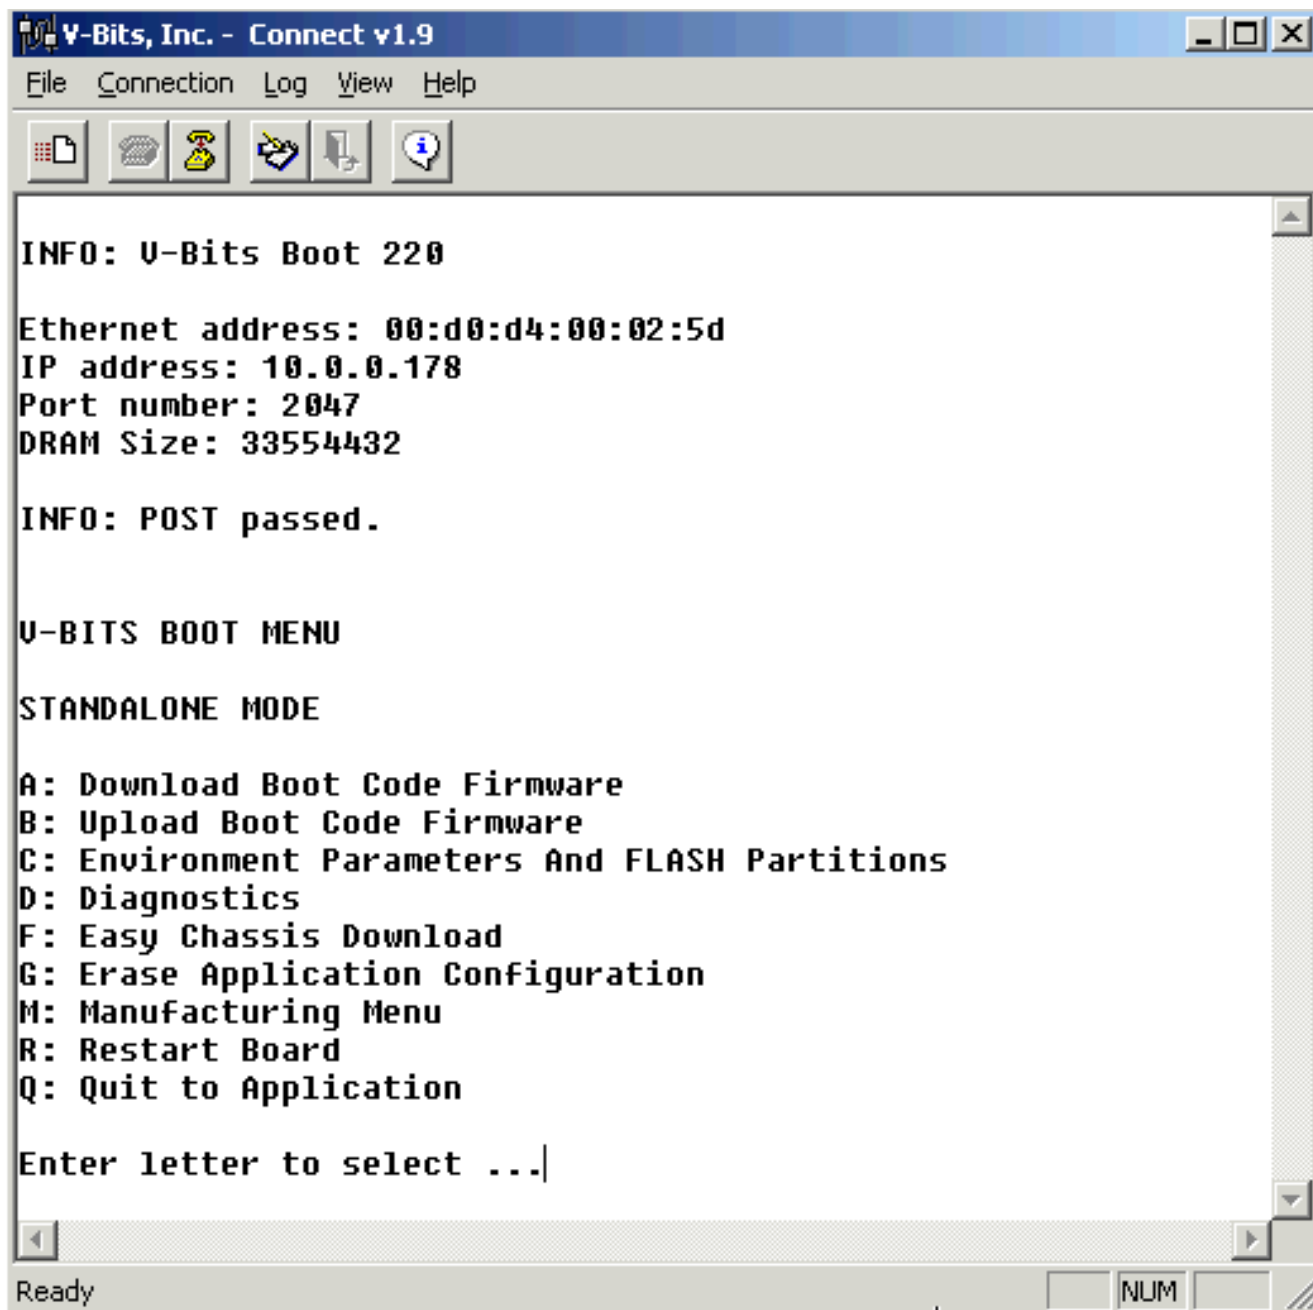 V-Bits, Inc. - Connect v1.9
File Connection Log View Help
INFO: V-Bits Boot 220
Ethernet address: 00:d0:d4:00:02:5d
IP address: 10.0.0.178
Port number: 2047
DRAM Size: 33554432
INFO: POST passed.
V-BITS BOOT MENU
STANDALONE MODE
A: Download Boot Code Firmware
B: Upload Boot Code Firmware
C: Environment Parameters And FLASH Partitions
D: Diagnostics
F: Easy Chassis Download
G: Erase Application Configuration
M: Manufacturing Menu
R: Restart Board
Q: Quit to Application
Enter letter to select ...
Ready NUM